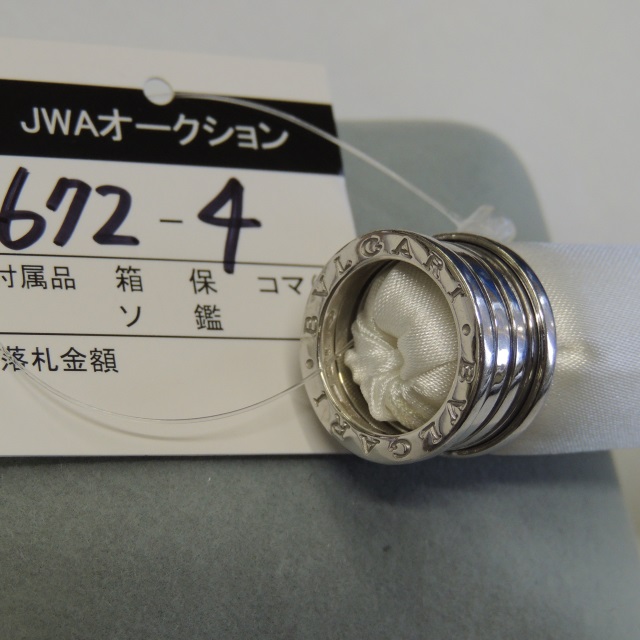 JWAオークション
672-4
付属品 箱 保 コマ
ソ 鑑
落札金額
BVLGARI BVLGARI